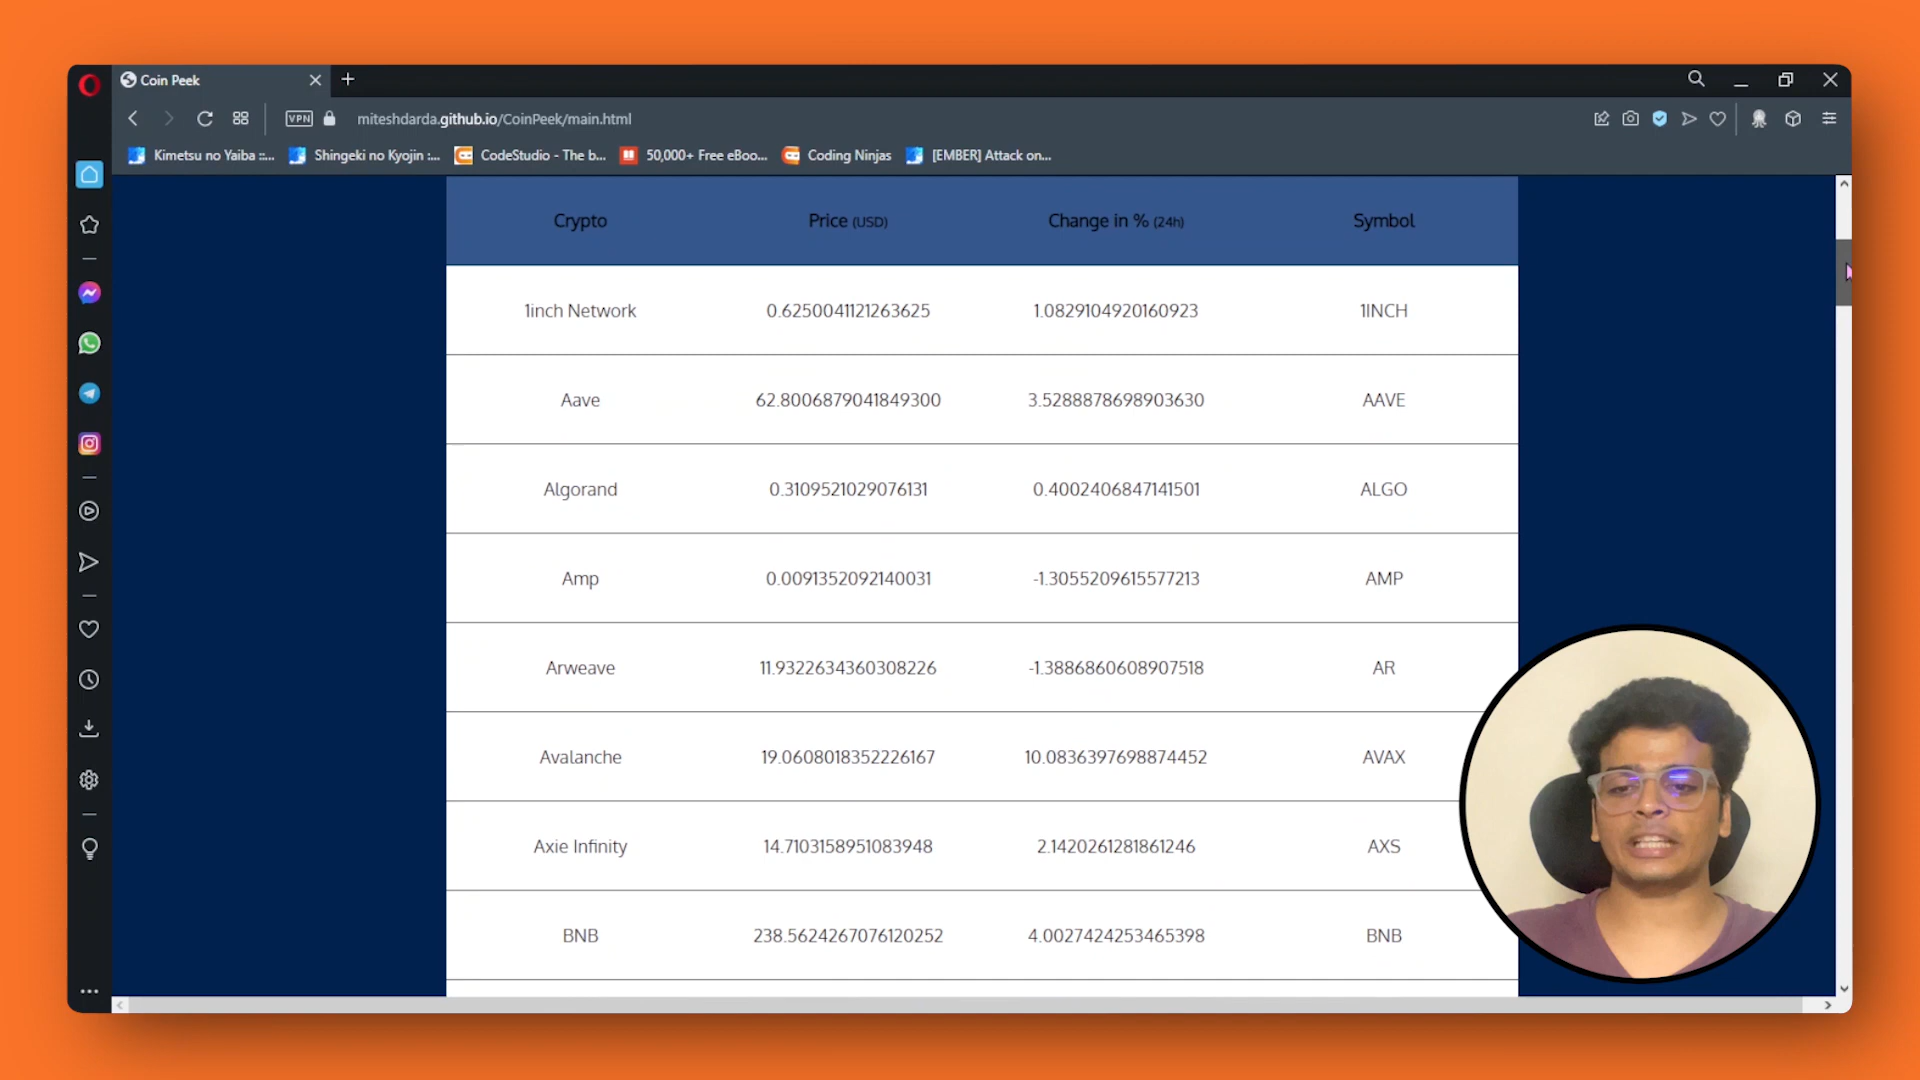 Coin Peek
VPN miteshdarda.github.io/CoinPeek/main.html
Kimetsu no Yaiba ::... Shingeki no Kyojin :... CodeStudio - The b... 50,000+ Free eBoo... Coding Ninjas [EMBER] Attack on...
Crypto Price (USD) Change in % (24h) Symbol
1inch Network 0.6250041121263625 1.0829104920160923 1INCH
Aave 62.8006879041849300 3.5288878698903630 AAVE
Algorand 0.3109521029076131 0.4002406847141501 ALGO
Amp 0.0091352092140031 -1.3055209615577213 AMP
Arweave 11.9322634360308226 -1.3886860608907518 AR
Avalanche 19.0608018352226167 10.0836397698874452 AVAX
Axie Infinity 14.7103158951083948 2.1420261281861246 AXS
BNB 238.5624267076120252 4.0027424253465398 BNB